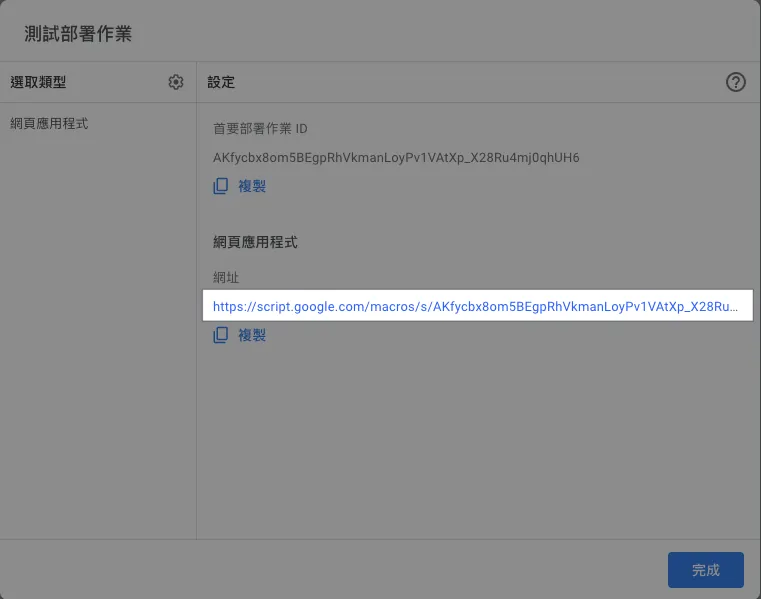 測試部署作業
選取類型
設定
網頁應用程式
首要部署作業 ID
AKfycbx8om5BEgpRhVkmanLoyPv1VAtXp_X28Ru4mj0qhUH6
複製
網頁應用程式
網址
https://script.google.com/macros/s/AKfycbx8om5BEgpRhVkmanLoyPv1VAtXp_X28Ru...
複製
完成